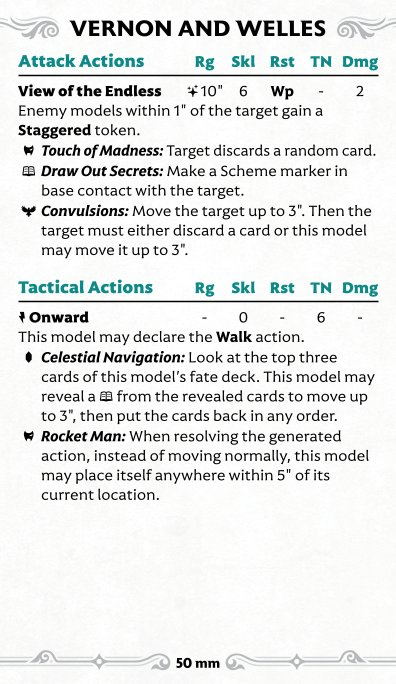 VERNON AND WELLES
Attack Actions Rg Skl Rst TN Dmg
View of the Endless 10" 6 Wp - 2
Enemy models within 1" of the target gain a
Staggered token.
Touch of Madness: Target discards a random card.
Draw Out Secrets: Make a Scheme marker in
base contact with the target.
Convulsions: Move the target up to 3". Then the
target must either discard a card or this model
may move it up to 3".
Tactical Actions Rg Skl Rst TN Dmg
Onward - 0 - 6 -
This model may declare the Walk action.
Celestial Navigation: Look at the top three
cards of this model's fate deck. This model may
reveal a from the revealed cards to move up
to 3", then put the cards back in any order.
Rocket Man: When resolving the generated
action, instead of moving normally, this model
may place itself anywhere within 5" of its
current location.
50 mm